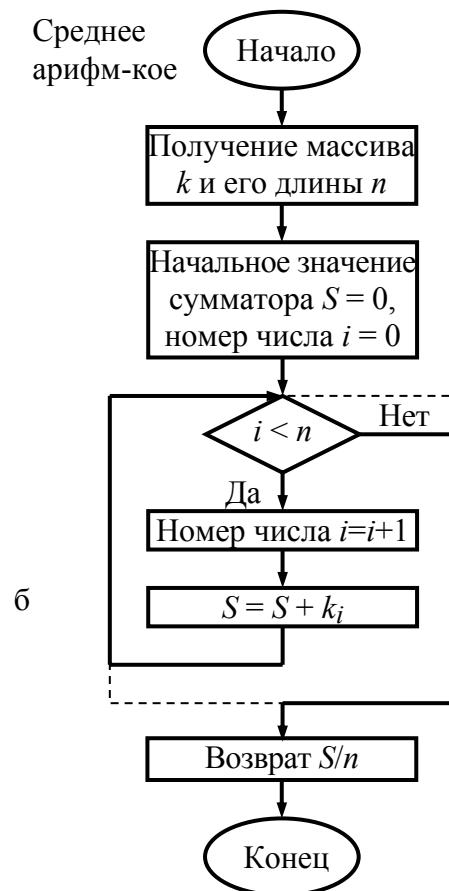 Среднее
арифм-кое
Начало
Получение массива
k и его длины n
Начальное значение
сумматора S = 0,
номер числа i = 0
i < n
Нет
Да
Номер числа i=i+1
б
S = S + kᵢ
Возврат S/n
Конец